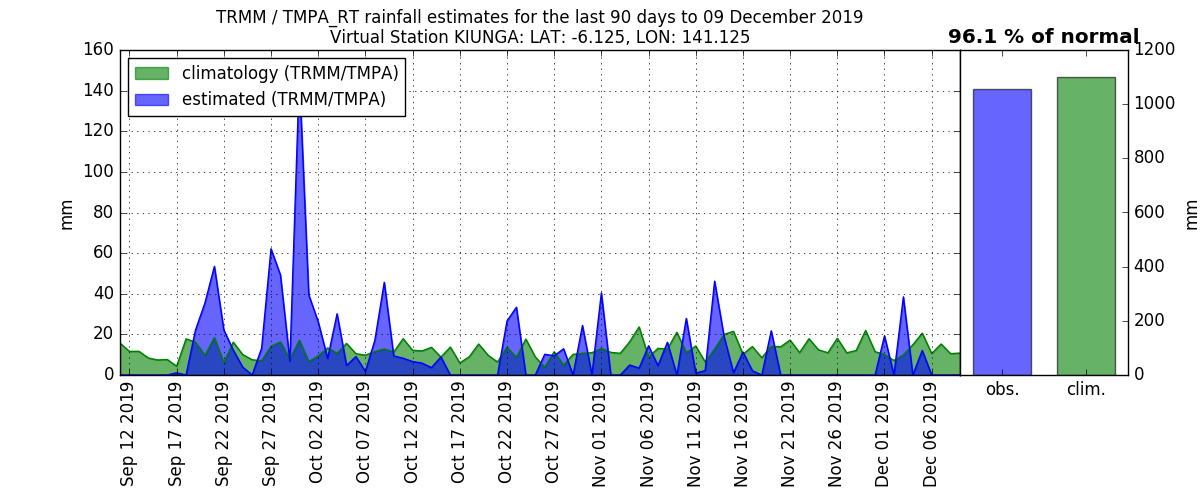 TRMM / TMPA_RT rainfall estimates for the last 90 days to 09 December 2019
Virtual Station KIUNGA: LAT: -6.125, LON: 141.125
96.1 % of normal
climatology (TRMM/TMPA)
estimated (TRMM/TMPA)
160
140
120
100
80
60
40
20
0
mm
Sep 12 2019
Sep 17 2019
Sep 22 2019
Sep 27 2019
Oct 02 2019
Oct 07 2019
Oct 12 2019
Oct 17 2019
Oct 22 2019
Oct 27 2019
Nov 01 2019
Nov 06 2019
Nov 11 2019
Nov 16 2019
Nov 21 2019
Nov 26 2019
Dec 01 2019
Dec 06 2019
obs.
clim.
1200
1000
800
600
400
200
0
mm